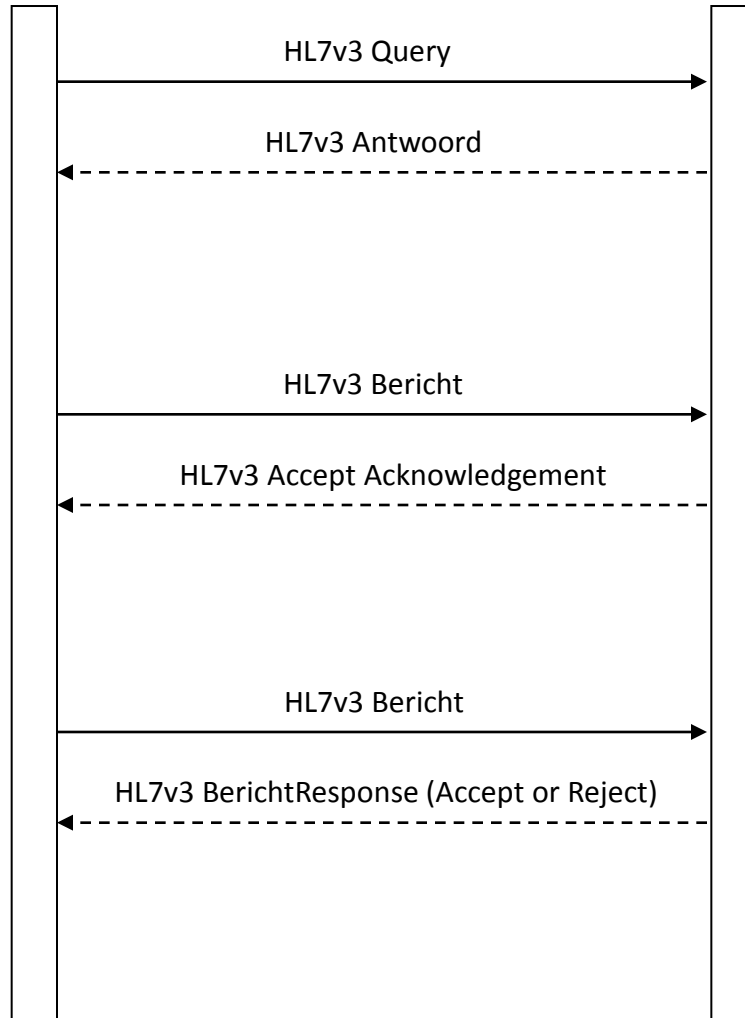 HL7v3 Query
HL7v3 Antwoord
HL7v3 Bericht
HL7v3 Accept Acknowledgement
HL7v3 Bericht
HL7v3 BerichtResponse (Accept or Reject)